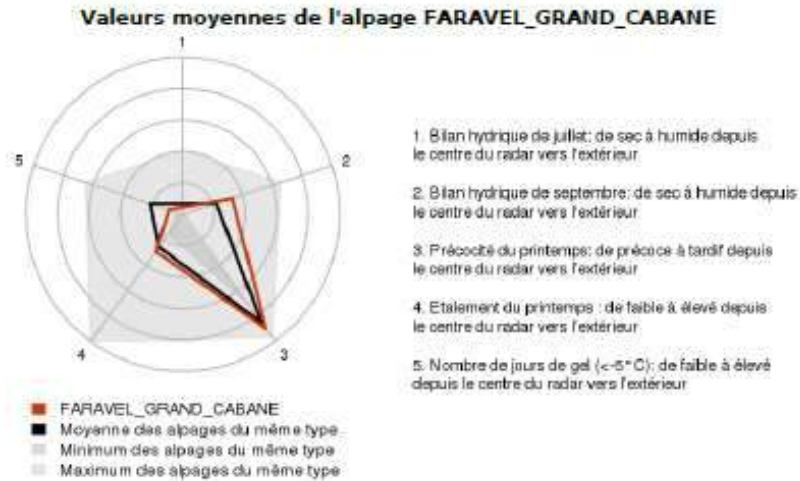 Valeurs moyennes de l'alpage FARAVEL_GRAND_CABANE
1
2
3
4
5
1. Bilan hydrique de juillet: de sec à humide depuis
le centre du radar vers l'extérieur
2. Bilan hydrique de septembre: de sec à humide depuis
le centre du radar vers l'extérieur
3. Précocité du printemps: de précoce à tardif depuis
le centre du radar vers l'extérieur
4. Etalement du printemps : de faible à élevé depuis
le centre du radar vers l'extérieur
5. Nombre de jours de gel (<-5°C): de faible à élevé
depuis le centre du radar vers l'extérieur
FARAVEL_GRAND_CABANE
Moyenne des alpages du même type
Minimum des alpages du même type
Maximum des alpages du même type